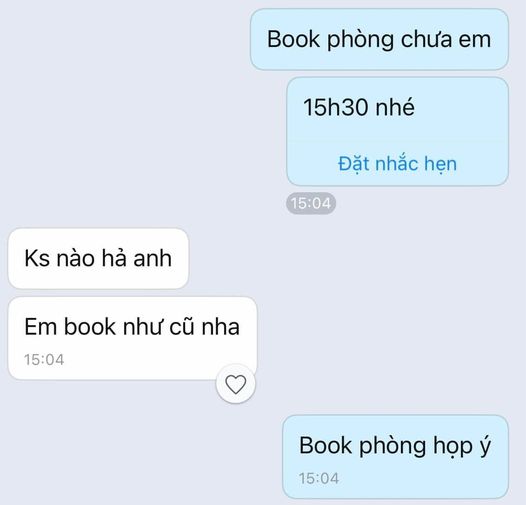 Book phòng chưa em
15h30 nhé
Đặt nhắc hẹn
15:04
Ks nào hả anh
Em book như cũ nha
15:04
Book phòng họp ý
15:04